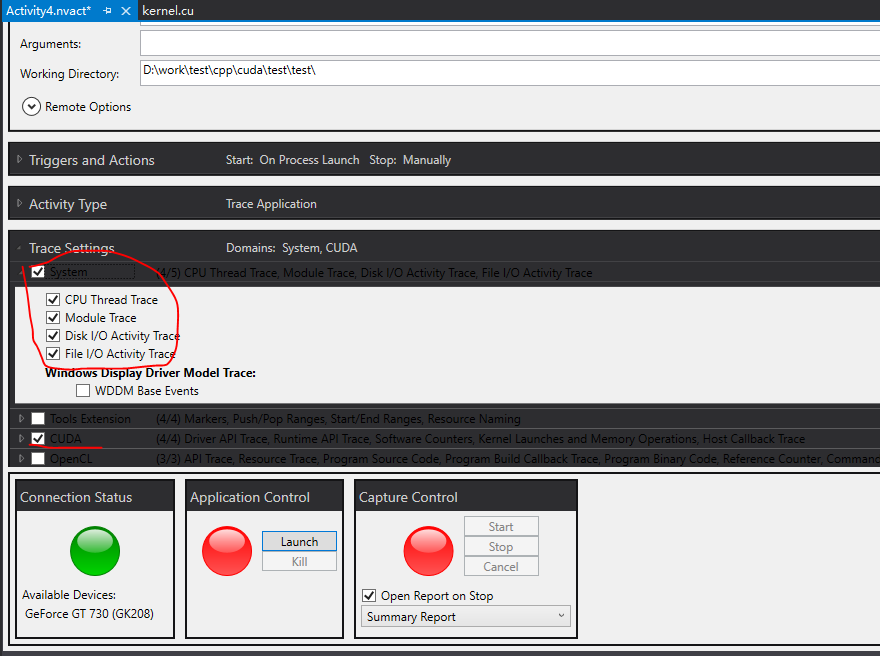 Activity4.nvact* kernel.cu
Arguments:
Working Directory: D:\work\test\cpp\cuda\test\test\
Remote Options
Triggers and Actions Start: On Process Launch Stop: Manually
Activity Type Trace Application
Trace Settings Domains: System, CUDA
System (4/5) CPU Thread Trace, Module Trace, Disk I/O Activity Trace, File I/O Activity Trace
CPU Thread Trace
Module Trace
Disk I/O Activity Trace
File I/O Activity Trace
Windows Display Driver Model Trace:
WDDM Base Events
Tools Extension (4/4) Markers, Push/Pop Ranges, Start/End Ranges, Resource Naming
CUDA (4/4) Driver API Trace, Runtime API Trace, Software Counters, Kernel Launches and Memory Operations, Host Callback Trace
OpenCL (3/3) API Trace, Resource Trace, Program Source Code, Program Build Callback Trace, Program Binary Code, Reference Counter, Command
Connection Status Application Control Capture Control
Start
Launch
Stop
Kill
Cancel
Available Devices: Open Report on Stop
GeForce GT 730 (GK208) Summary Report